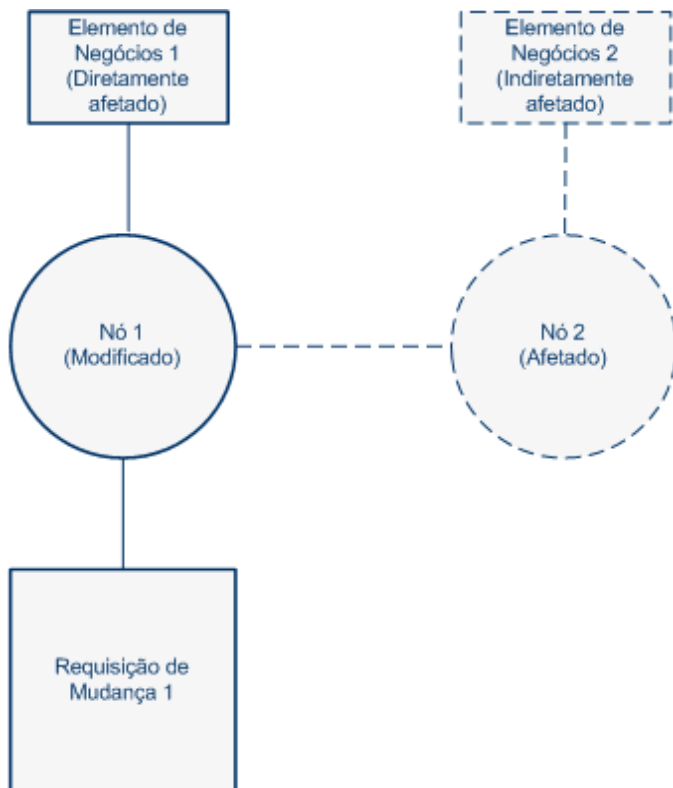 Elemento de
Negócios 1
(Diretamente
afetado)
Elemento de
Negócios 2
(Indiretamente
afetado)
Nó 1
(Modificado)
Nó 2
(Afetado)
Requisição de
Mudança 1